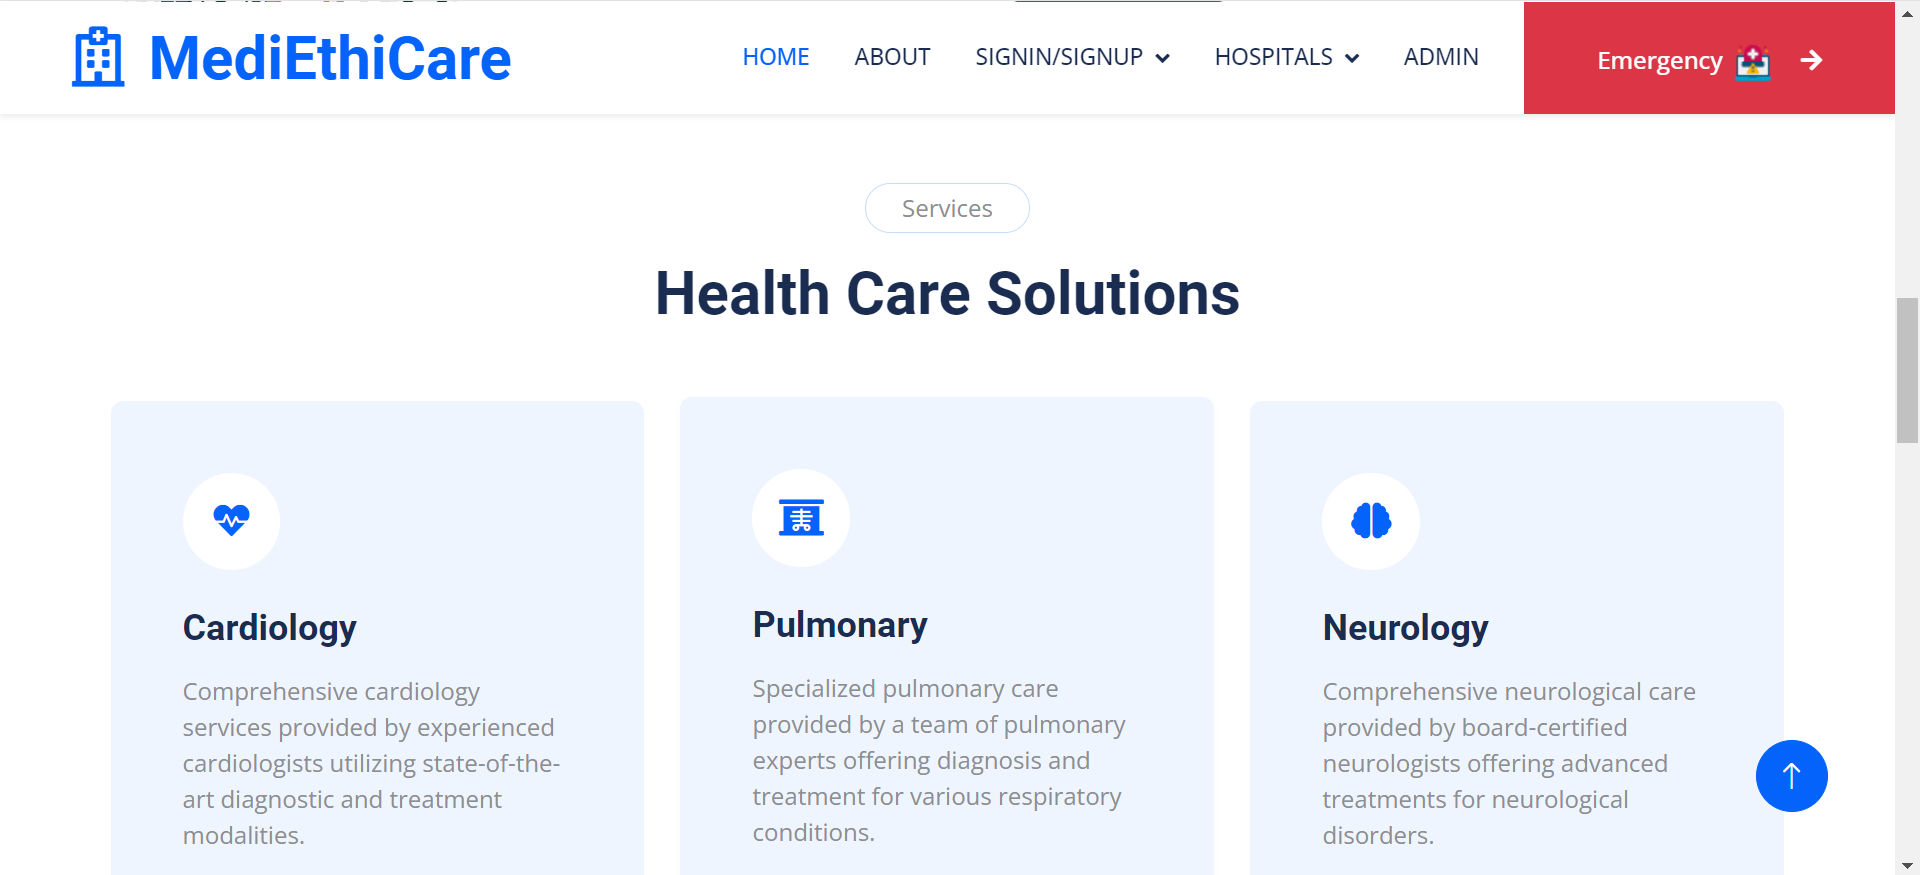 MediEthiCare
HOME ABOUT SIGNIN/SIGNUP HOSPITALS ADMIN
Emergency
Services
Health Care Solutions
Cardiology
Comprehensive cardiology
services provided by experienced
cardiologists utilizing state-of-the-
art diagnostic and treatment
modalities.
Pulmonary
Specialized pulmonary care
provided by a team of pulmonary
experts offering diagnosis and
treatment for various respiratory
conditions.
Neurology
Comprehensive neurological care
provided by board-certified
neurologists offering advanced
treatments for neurological
disorders.